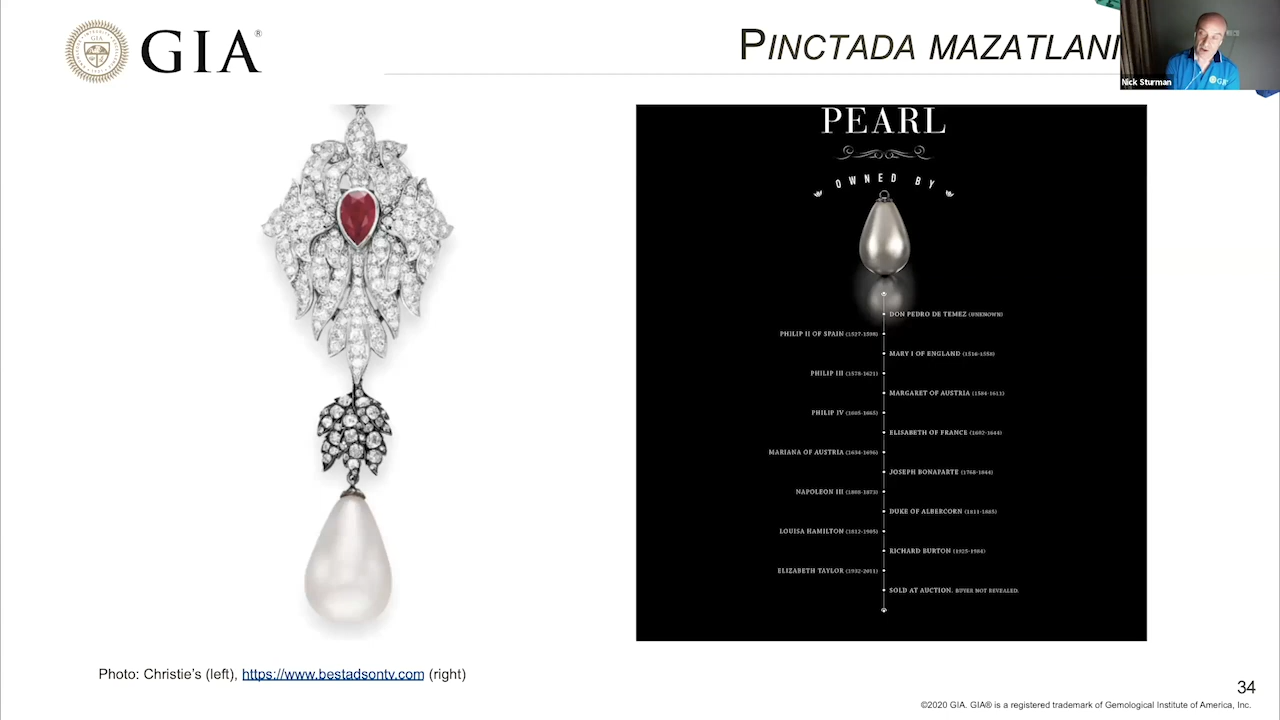 GIA®
PINCTADA MAZATLANI
Nick Sturman
PEARL
OWNED BY
DON PEDRO DE TEMEZ (UNKNOWN)
PHILIP II OF SPAIN (1527-1598)
MARY I OF ENGLAND (1516-1558)
PHILIP III (1578-1621)
MARGARET OF AUSTRIA (1584-1611)
PHILIP IV (1605-1665)
ELISABETH OF FRANCE (1602-1644)
MARIANA OF AUSTRIA (1634-1696)
JOSEPH BONAPARTE (1768-1844)
NAPOLEON III (1808-1873)
DUKE OF ALBERCORN (1811-1885)
LOUISA HAMILTON (1812-1905)
RICHARD BURTON (1925-1984)
ELIZABETH TAYLOR (1932-2011)
SOLD AT AUCTION. BUYER NOT REVEALED.
Photo: Christie's (left), https://www.bestadsontv.com (right)
34
©2020 GIA. GIA® is a registered trademark of Gemological Institute of America, Inc.